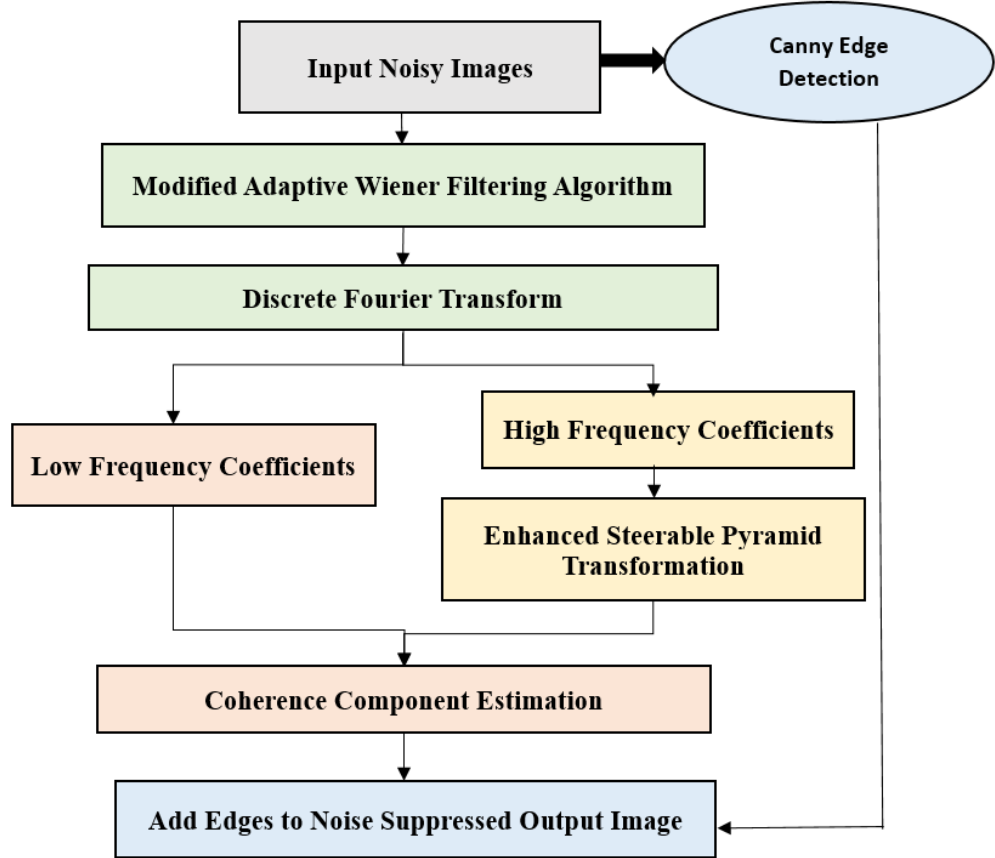 Input Noisy Images
Canny Edge
Detection
Modified Adaptive Wiener Filtering Algorithm
Discrete Fourier Transform
High Frequency Coefficients
Low Frequency Coefficients
Enhanced Steerable Pyramid
Transformation
Coherence Component Estimation
Add Edges to Noise Suppressed Output Image